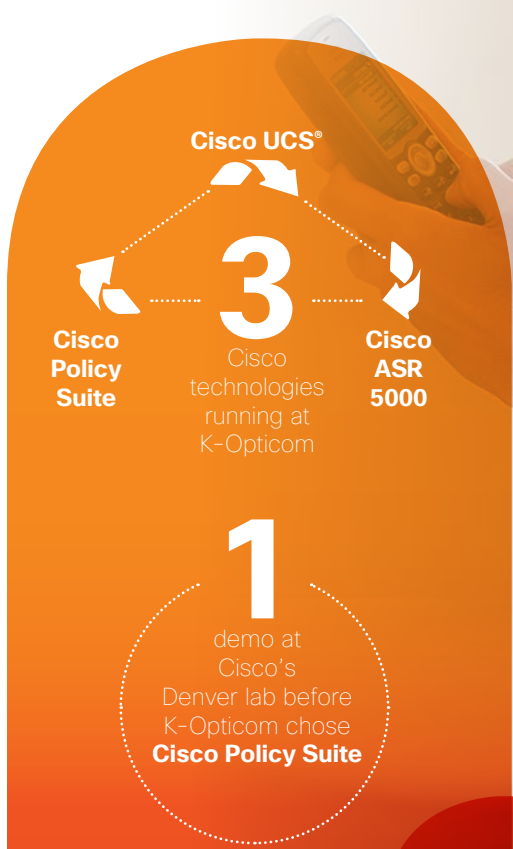 Cisco UCS®
3
Cisco
Policy
Suite
Cisco
technologies
running at
K-Opticom
Cisco
ASR
5000
1
demo at
Cisco's
Denver lab before
K-Opticom chose
Cisco Policy Suite